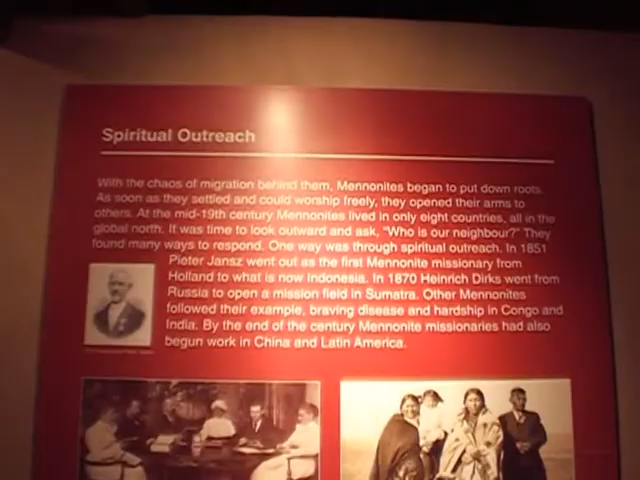 Spiritual Outreach
With the chaos of migration behind them, Mennonites began to put down roots.
As soon as they settled and could worship freely, they opened their arms to
others. At the mid-19th century Mennonites lived in only eight countries, all in the
global north. It was time to look outward and ask, "Who is our neighbour?" They
found many ways to respond. One way was through spiritual outreach. In 1851
Pieter Jansz went out as the first Mennonite missionary from
Holland to what is now Indonesia. In 1870 Heinrich Dirks went from
Russia to open a mission field in Sumatra. Other Mennonites
followed their example, braving disease and hardship in Congo and
India. By the end of the century Mennonite missionaries had also
begun work in China and Latin America.